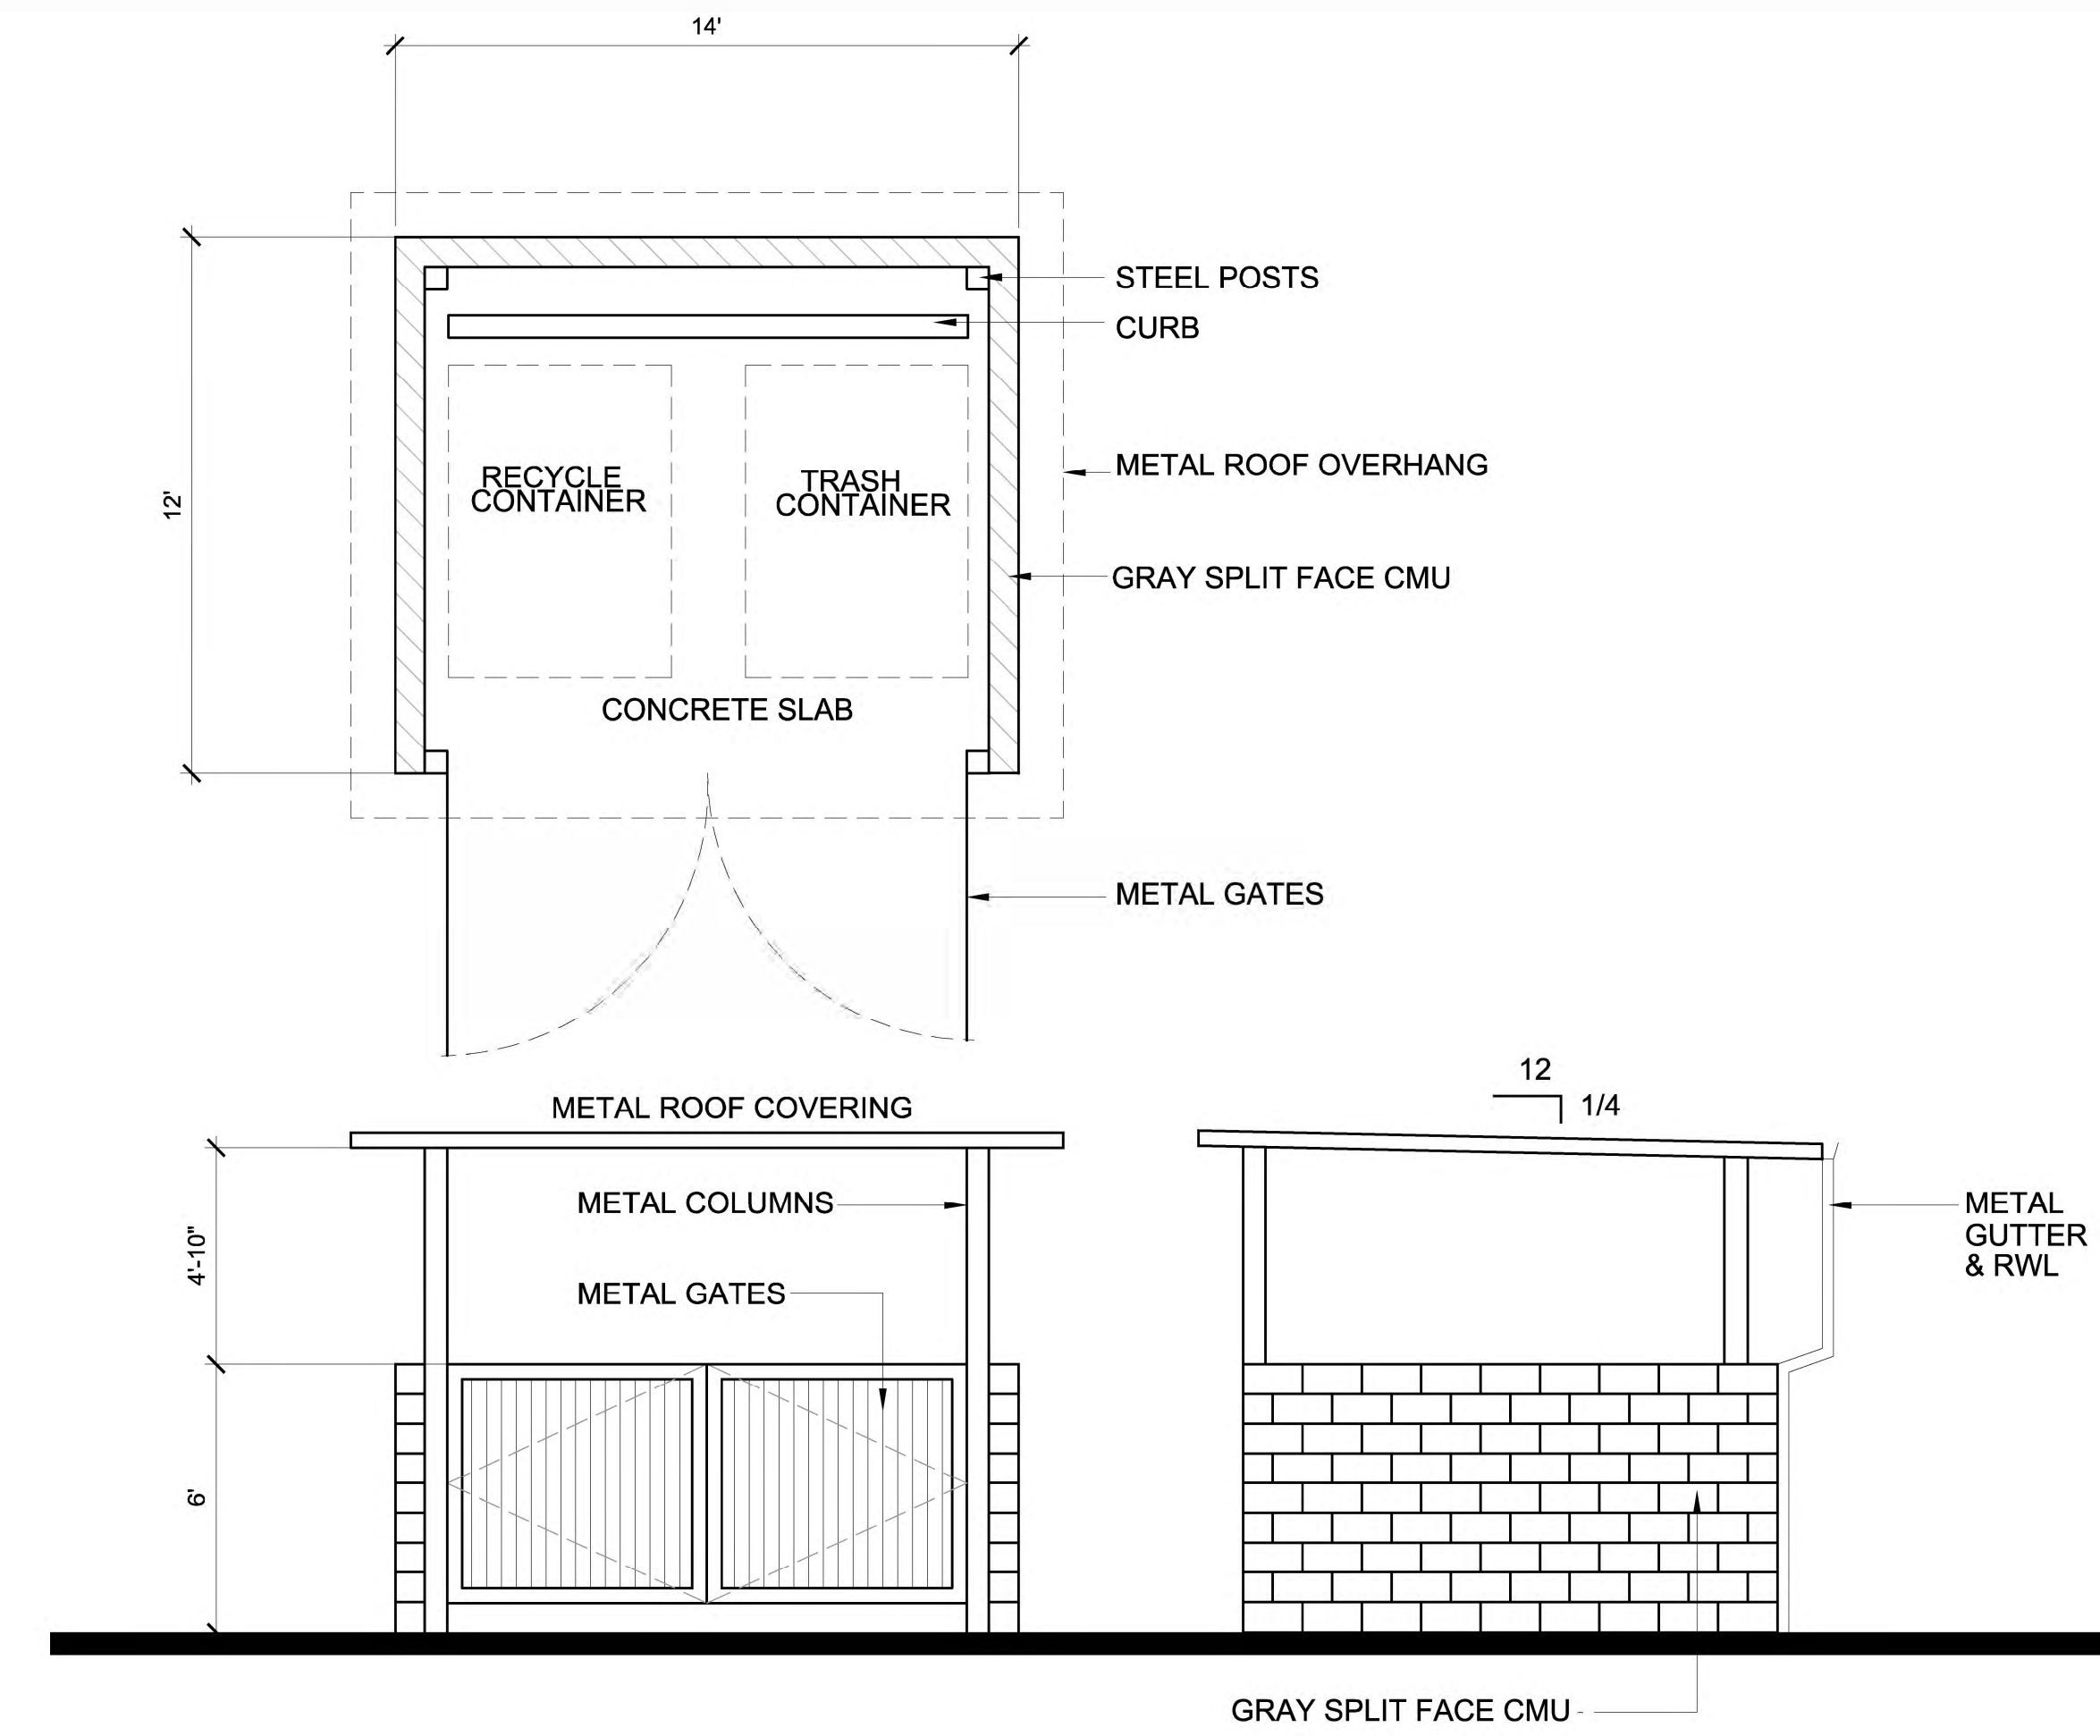 14'
12'
STEEL POSTS
CURB
RECYCLE
CONTAINER
TRASH
CONTAINER
METAL ROOF OVERHANG
GRAY SPLIT FACE CMU
CONCRETE SLAB
METAL GATES
METAL ROOF COVERING
12
1/4
4'-10"
METAL COLUMNS
METAL GATES
METAL
GUTTER
& RWL
6'
GRAY SPLIT FACE CMU